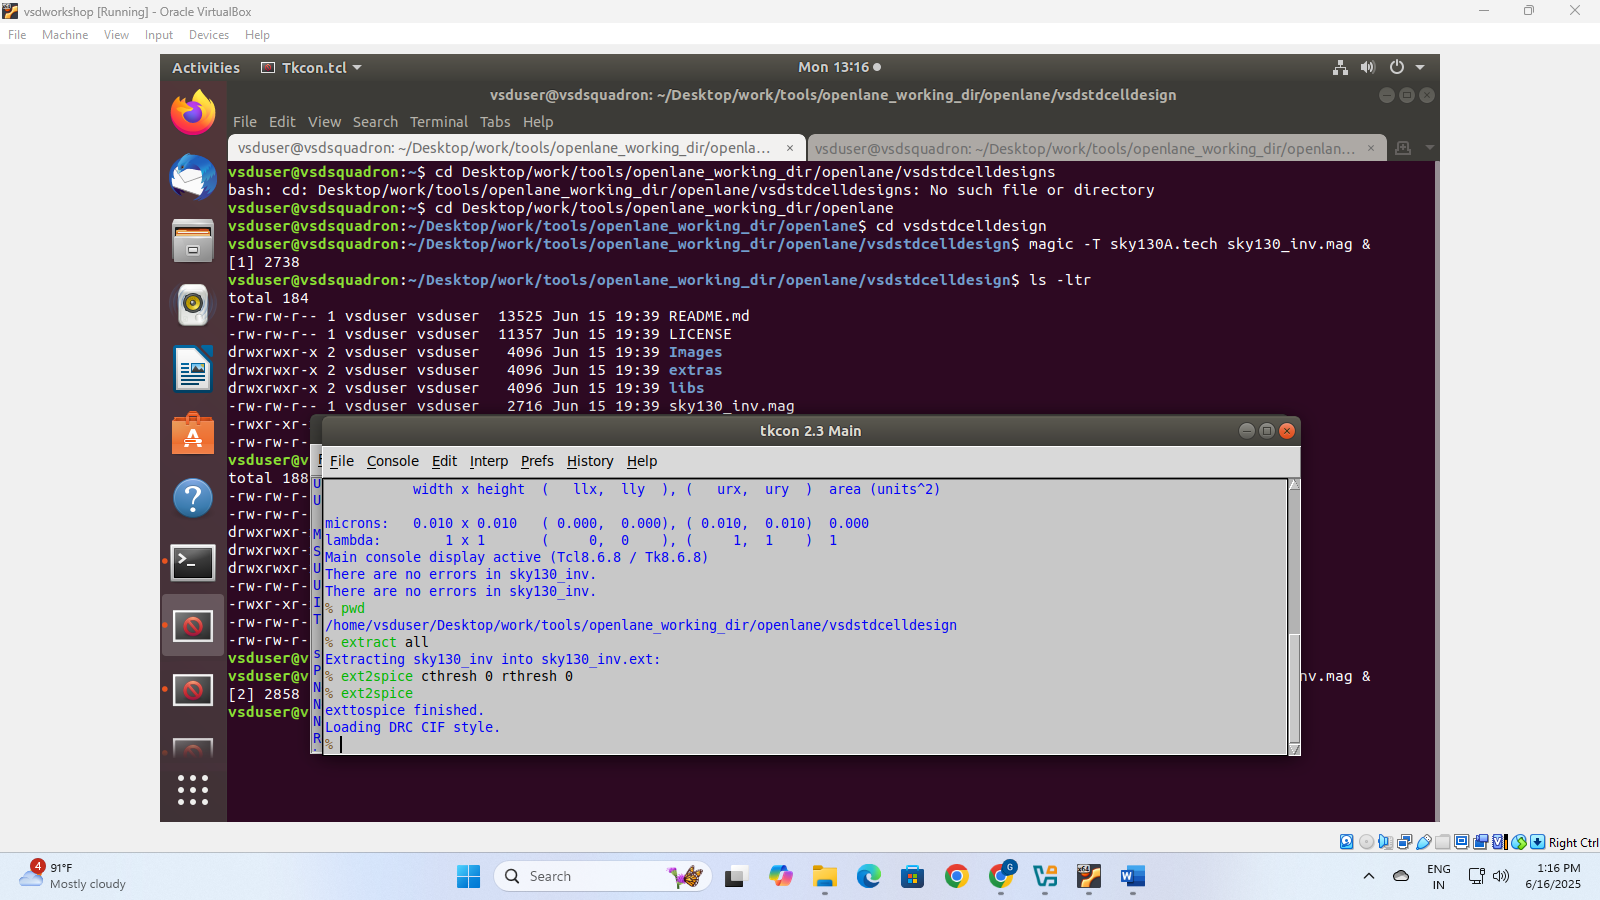 vsdworkshop [Running] - Oracle VirtualBox
File Machine View Input Devices Help
Activities Tkcon.tcl Mon 13:16
vsduser@vsdsquadron: ~/Desktop/work/tools/openlane_working_dir/openlane/vsdstdcelldesign
File Edit View Search Terminal Tabs Help
vsduser@vsdsquadron: ~/Desktop/work/tools/openlane_working_dir/openla... × vsduser@vsdsquadron: ~/Desktop/work/tools/openlane_working_dir/openlan... ×
vsduser@vsdsquadron:~$ cd Desktop/work/tools/openlane_working_dir/openlane/vsdstdcelldesigns
bash: cd: Desktop/work/tools/openlane_working_dir/openlane/vsdstdcelldesigns: No such file or directory
vsduser@vsdsquadron:~$ cd Desktop/work/tools/openlane_working_dir/openlane
vsduser@vsdsquadron:~/Desktop/work/tools/openlane_working_dir/openlane$ cd vsdstdcelldesign
vsduser@vsdsquadron:~/Desktop/work/tools/openlane_working_dir/openlane/vsdstdcelldesign$ magic -T sky130A.tech sky130_inv.mag &
[1] 2738
vsduser@vsdsquadron:~/Desktop/work/tools/openlane_working_dir/openlane/vsdstdcelldesign$ ls -ltr
total 184
-rw-rw-r-- 1 vsduser vsduser 13525 Jun 15 19:39 README.md
-rw-rw-r-- 1 vsduser vsduser 11357 Jun 15 19:39 LICENSE
drwxrwxr-x 2 vsduser vsduser 4096 Jun 15 19:39 Images
drwxrwxr-x 2 vsduser vsduser 4096 Jun 15 19:39 extras
drwxrwxr-x 2 vsduser vsduser 4096 Jun 15 19:39 libs
-rw-rw-r-- 1 vsduser vsduser 2716 Jun 15 19:39 sky130_inv.mag
-rwxr-xr-
-rw-rw-r-
vsduser@v
total 188
-rw-rw-r-
-rw-rw-r-
drwxrwxr-
drwxrwxr-
drwxrwxr-
-rw-rw-r-
-rwxr-xr-
-rw-rw-r-
-rw-rw-r-
vsduser@v
vsduser@v nv.mag &
[2] 2858
vsduser@v
tkcon 2.3 Main
File Console Edit Interp Prefs History Help
width x height ( llx, lly ), ( urx, ury ) area (units^2)
microns: 0.010 x 0.010 ( 0.000, 0.000), ( 0.010, 0.010) 0.000
lambda: 1 x 1 ( 0, 0 ), ( 1, 1 ) 1
Main console display active (Tcl8.6.8 / Tk8.6.8)
There are no errors in sky130_inv.
There are no errors in sky130_inv.
% pwd
/home/vsduser/Desktop/work/tools/openlane_working_dir/openlane/vsdstdcelldesign
% extract all
Extracting sky130_inv into sky130_inv.ext:
% ext2spice cthresh 0 rthresh 0
% ext2spice
exttospice finished.
Loading DRC CIF style.
%
Right Ctrl
4 91°F
Mostly cloudy
Search
ENG
IN
1:16 PM
6/16/2025